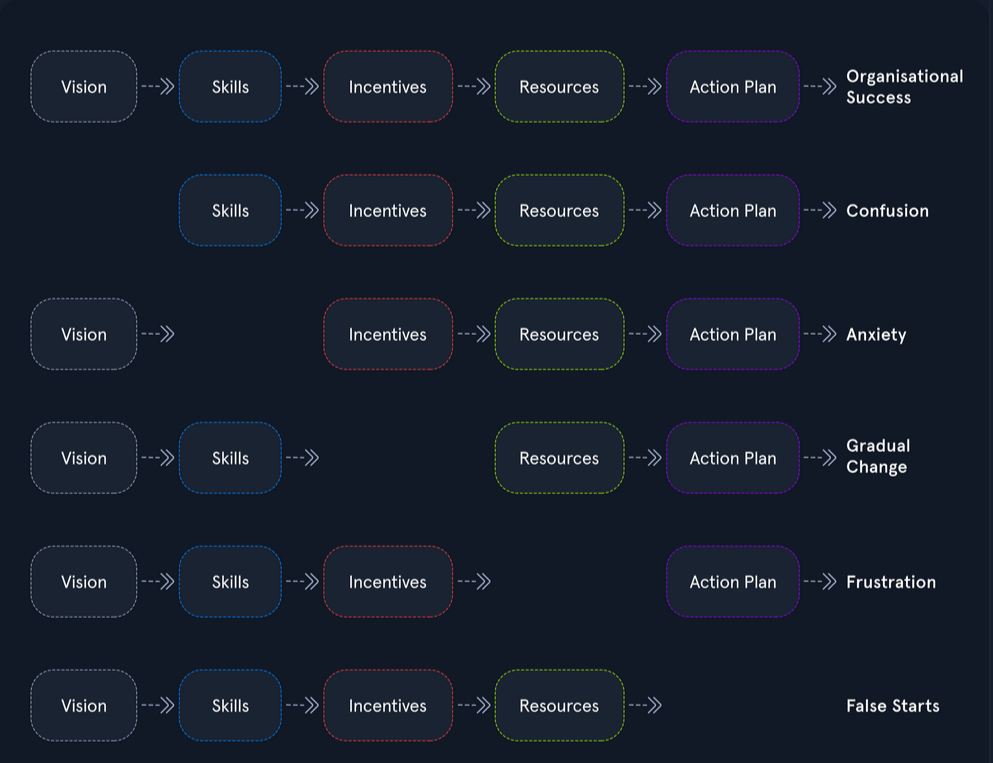 Vision Skills Incentives Resources Action Plan Organisational
Success
Skills Incentives Resources Action Plan Confusion
Vision Incentives Resources Action Plan Anxiety
Vision Skills Resources Action Plan Gradual
Change
Vision Skills Incentives Action Plan Frustration
Vision Skills Incentives Resources False Starts